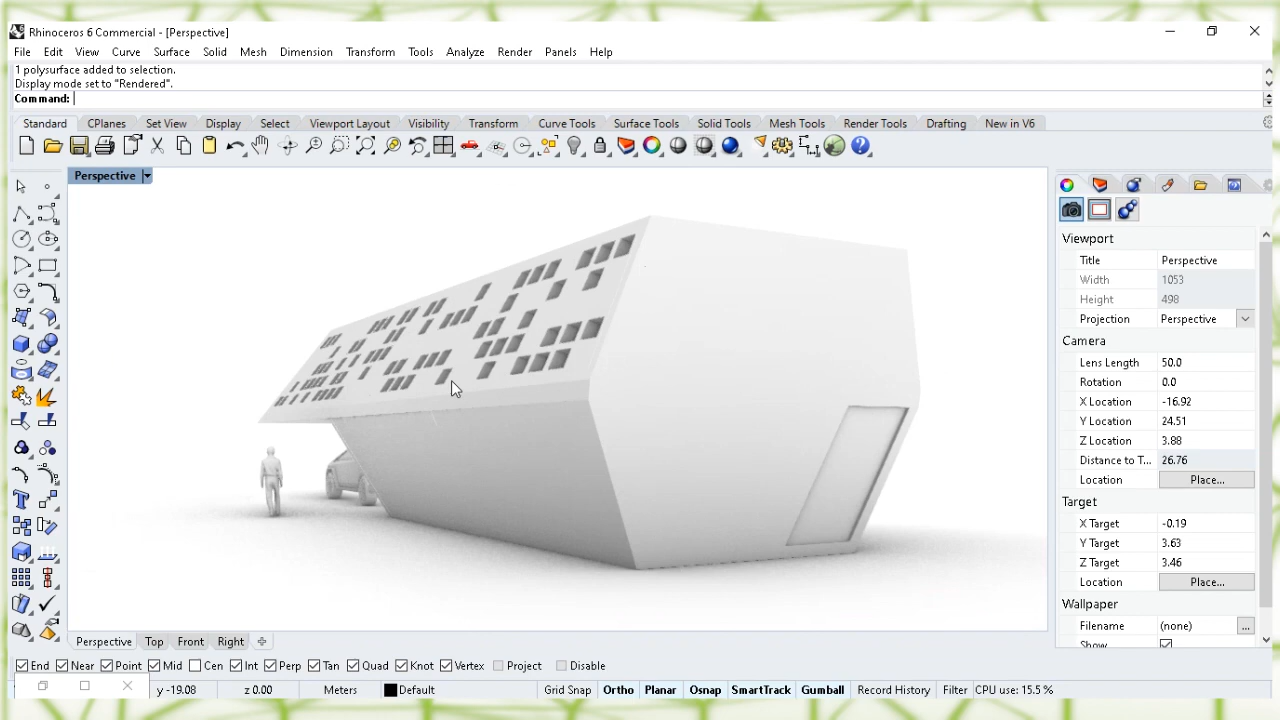 Rhinoceros 6 Commercial - [Perspective]
File Edit View Curve Surface Solid Mesh Dimension Transform Tools Analyze Render Panels Help
1 polysurface added to selection.
Display mode set to "Rendered".
Command:
Standard CPlanes Set View Display Select Viewport Layout Visibility Transform Curve Tools Surface Tools Solid Tools Mesh Tools Render Tools Drafting New in V6
Perspective
Viewport
Title Perspective
Width 1053
Height 498
Projection Perspective
Camera
Lens Length 50.0
Rotation 0.0
X Location -16.92
Y Location 24.51
Z Location 3.88
Distance to T... 26.76
Location Place...
Target
X Target -0.19
Y Target 3.63
Z Target 3.46
Location Place...
Wallpaper
Filename (none) ...
Show
Perspective Top Front Right
End Near Point Mid Cen Int Perp Tan Quad Knot Vertex Project Disable
y -19.08 z 0.00 Meters Default Grid Snap Ortho Planar Osnap SmartTrack Gumball Record History Filter CPU use: 15.5 %